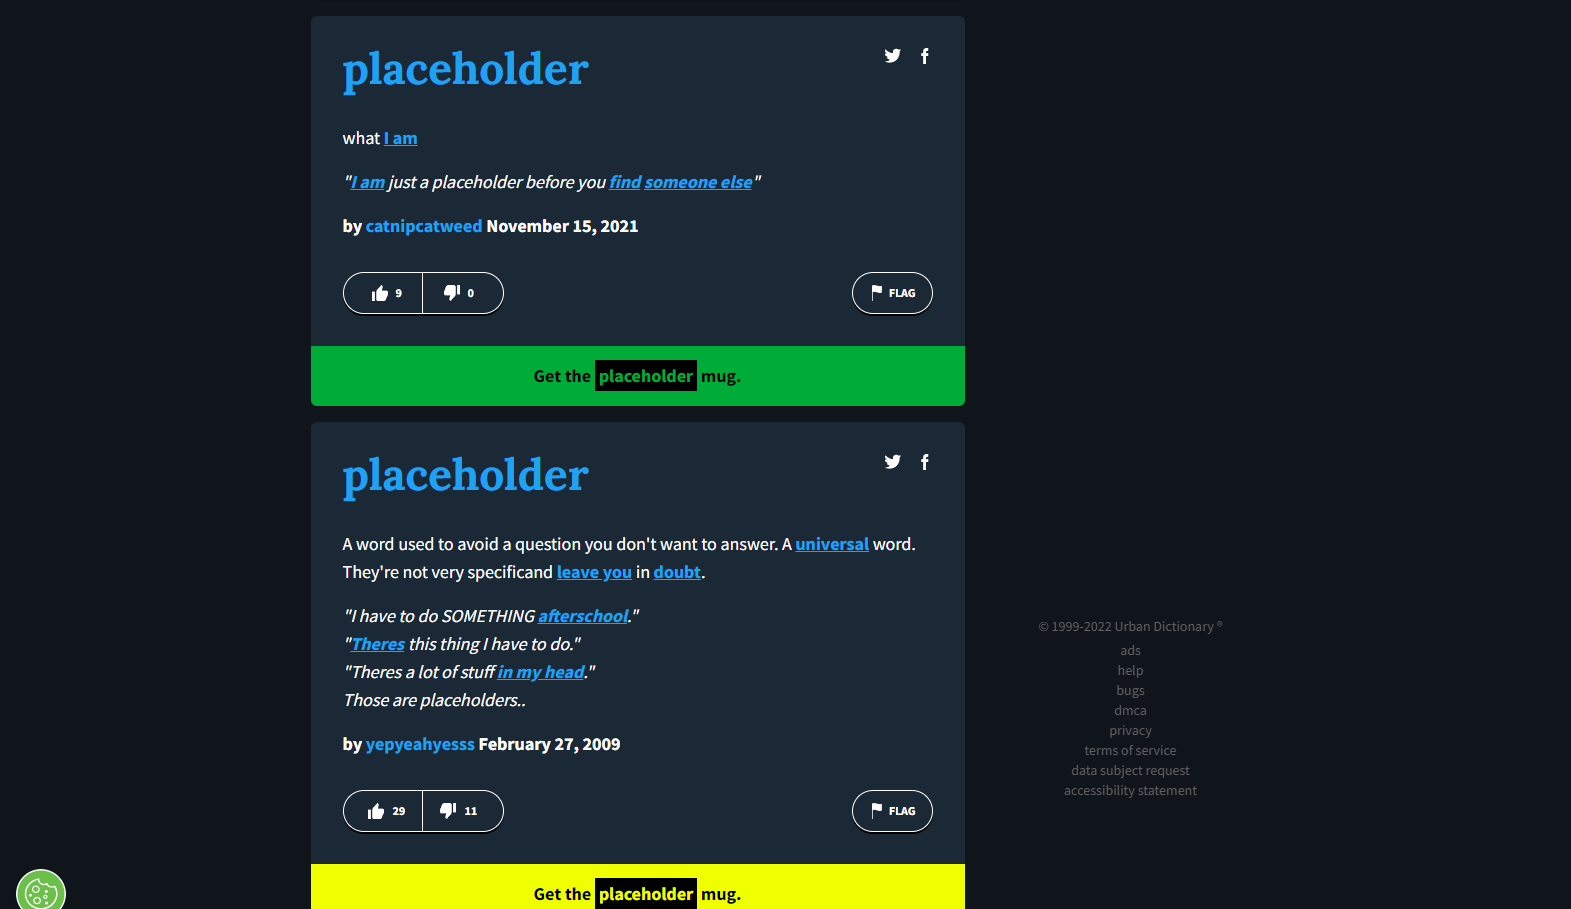 placeholder
what I am
"I am just a placeholder before you find someone else"
by catnipcatweed November 15, 2021
9
0
FLAG
Get the placeholder mug.
placeholder
A word used to avoid a question you don't want to answer. A universal word.
They're not very specificand leave you in doubt.
"I have to do SOMETHING afterschool."
"Theres this thing I have to do."
"Theres a lot of stuff in my head."
Those are placeholders..
by yepyeahyesss February 27, 2009
29
11
FLAG
Get the placeholder mug.
© 1999-2022 Urban Dictionary ®
ads
help
bugs
dmca
privacy
terms of service
data subject request
accessibility statement